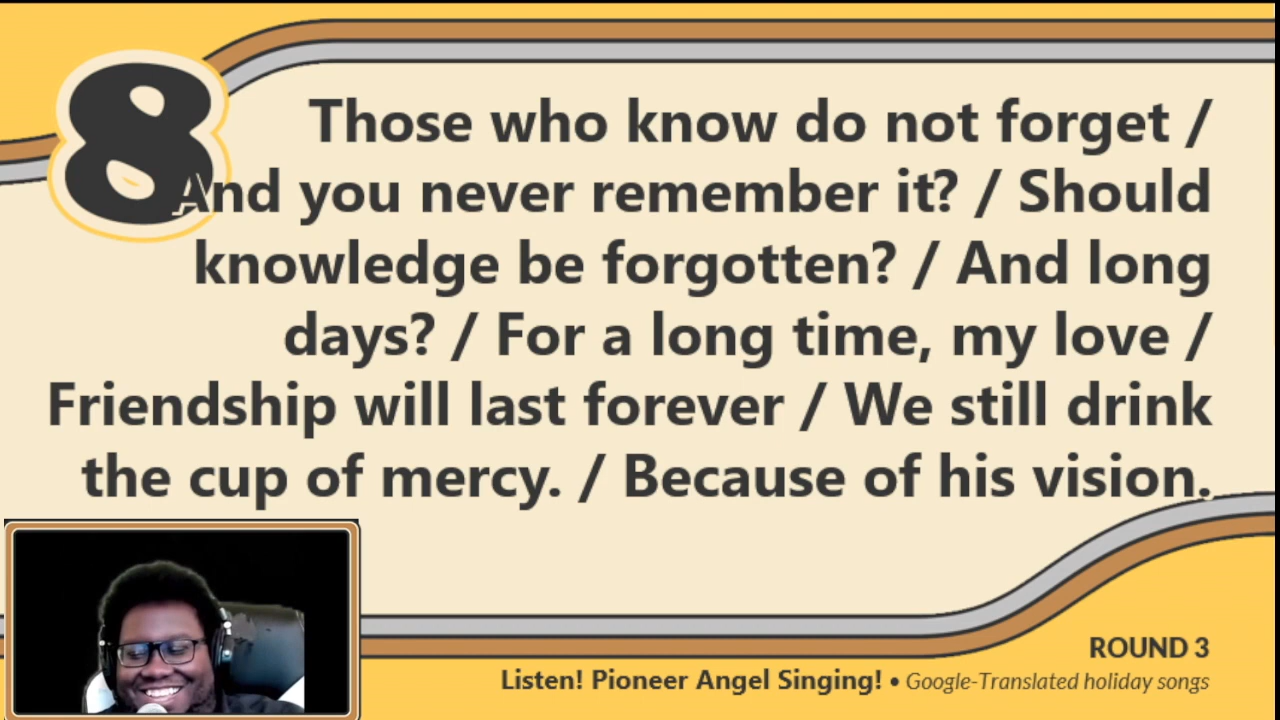 8
Those who know do not forget /
And you never remember it? / Should
knowledge be forgotten? / And long
days? / For a long time, my love /
Friendship will last forever / We still drink
the cup of mercy. / Because of his vision.
ROUND 3
Listen! Pioneer Angel Singing! • Google-Translated holiday songs